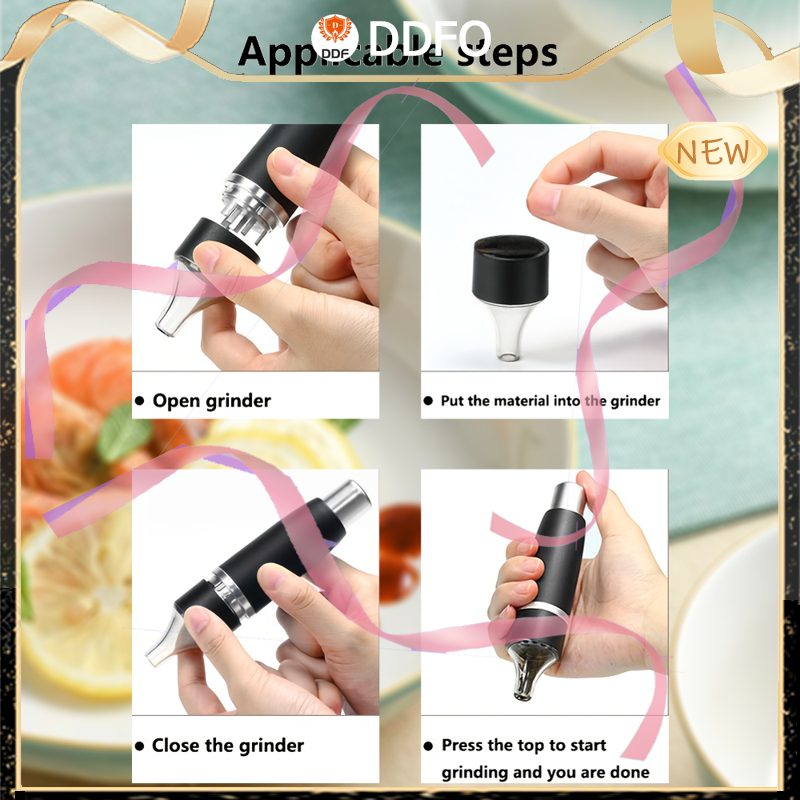 DDFO
DDF
Applicable steps
NEW
● Open grinder
● Put the material into the grinder
● Close the grinder
● Press the top to start
grinding and you are done